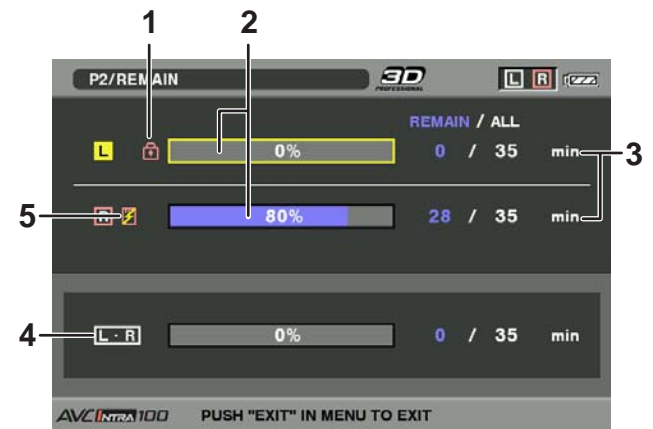 1 2
P2/REMAIN 3D PROFESSIONAL L R
REMAIN / ALL
L 0% 0 / 35 min 3
5 R 80% 28 / 35 min
4 L · R 0% 0 / 35 min
AVC INTRA 100 PUSH "EXIT" IN MENU TO EXIT